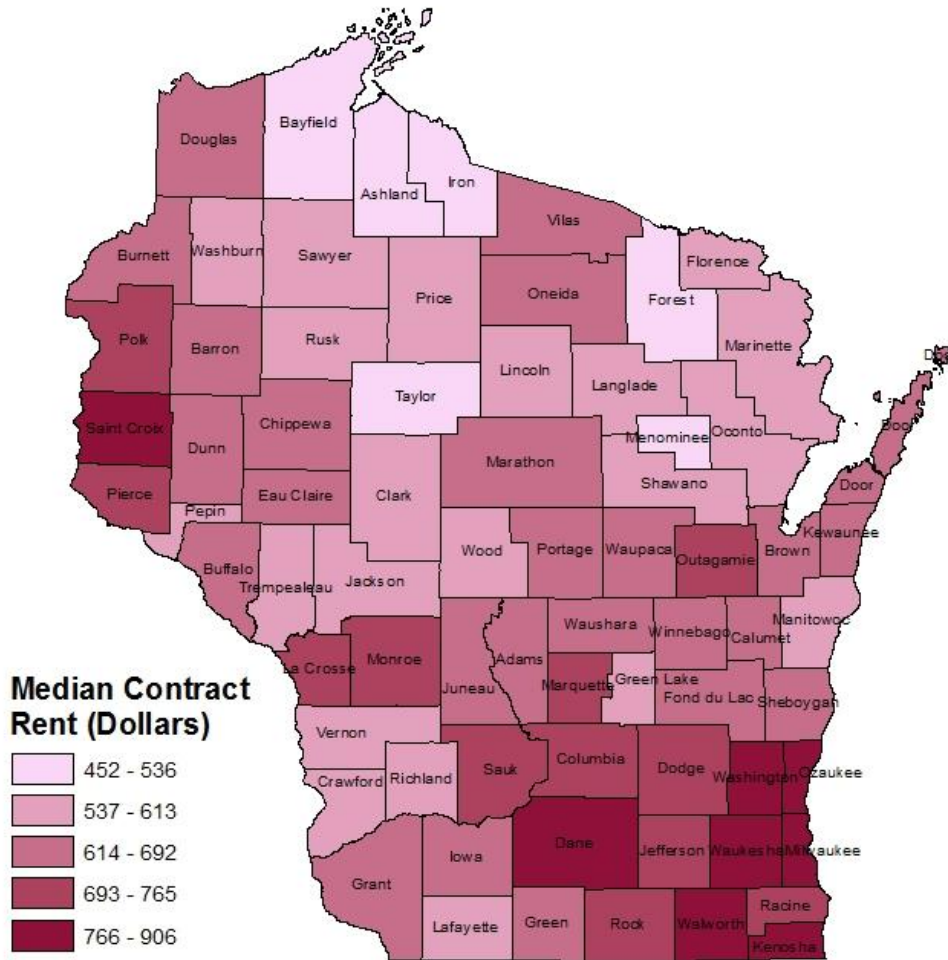 Douglas
Bayfield
Ashland
Iron
Vilas
Burnett
Washburn
Sawyer
Florence
Price
Oneida
Forest
Polk
Barron
Rusk
Marinette
Lincoln
Langlade
Taylor
Saint Croix
Chippewa
Dunn
Menominee
Oconto
Marathon
Shawano
Door
Door
Pierce
Eau Claire
Clark
Pepin
Kewaunee
Wood
Portage
Waupaca
Outagamie
Brown
Buffalo
Trempealeau
Jackson
Manitowoc
Waushara
Winnebago
Calumet
La Crosse
Monroe
Juneau
Adams
Marquette
Green Lake
Fond du Lac
Sheboygan
Vernon
Richland
Sauk
Columbia
Dodge
Washington
Ozaukee
Crawford
Dane
Jefferson
Waukesha
Milwaukee
Iowa
Grant
Lafayette
Green
Rock
Walworth
Racine
Kenosha
Median Contract
Rent (Dollars)
452 - 536
537 - 613
614 - 692
693 - 765
766 - 906